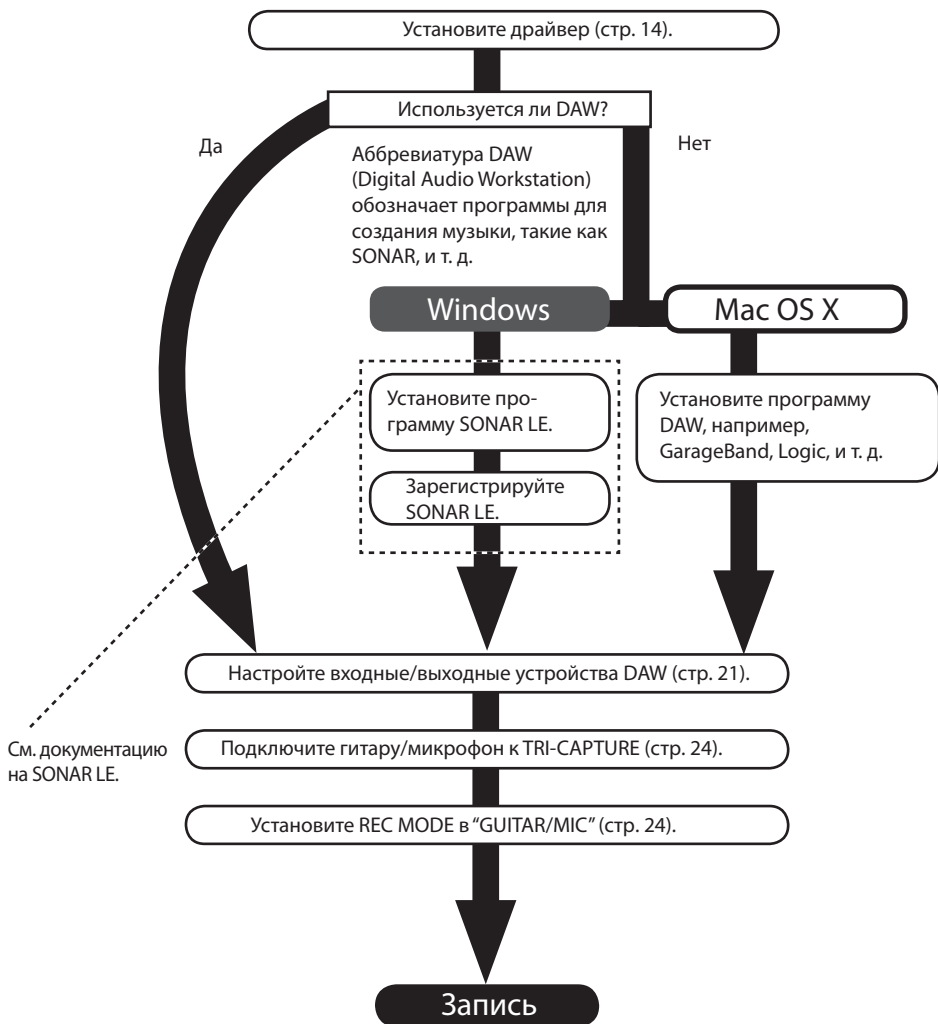 Установите драйвер (стр. 14).
Используется ли DAW?
Да
Нет
Аббревиатура DAW
(Digital Audio Workstation)
обозначает программы для
создания музыки, такие как
SONAR, и т. д.
Windows
Mac OS X
Установите про-
грамму SONAR LE.
Зарегистрируйте
SONAR LE.
Установите программу
DAW, например,
GarageBand, Logic, и т. д.
Настройте входные/выходные устройства DAW (стр. 21).
См. документацию
на SONAR LE.
Подключите гитару/микрофон к TRI-CAPTURE (стр. 24).
Установите REC MODE в “GUITAR/MIC” (стр. 24).
Запись